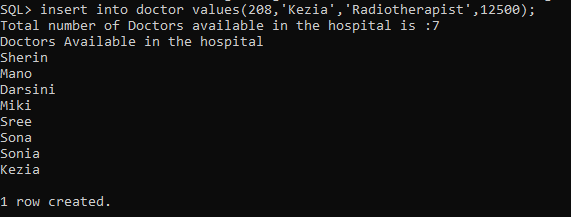 SQL> insert into doctor values(208,'Kezia','Radiotherapist',12500);
Total number of Doctors available in the hospital is :7
Doctors Available in the hospital
Sherin
Mano
Darsini
Miki
Sree
Sona
Sonia
Kezia
1 row created.